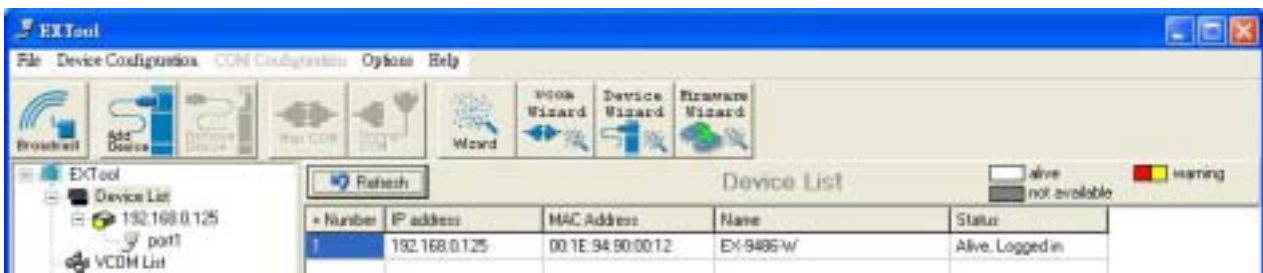 EXTool
File Device Configuration COM Configuration Options Help
Broadcast Add Device Remove Device Map COM Wizard VCOM Wizard Device Wizard Firmware Wizard
EXTool
Device List
192.168.0.125
port1
VCOM List
Refresh Device List alive not available warning
Number IP address MAC Address Name Status
1 192.168.0.125 00:1E:94:90:00:12 EX-9486-W Alive, Logged in